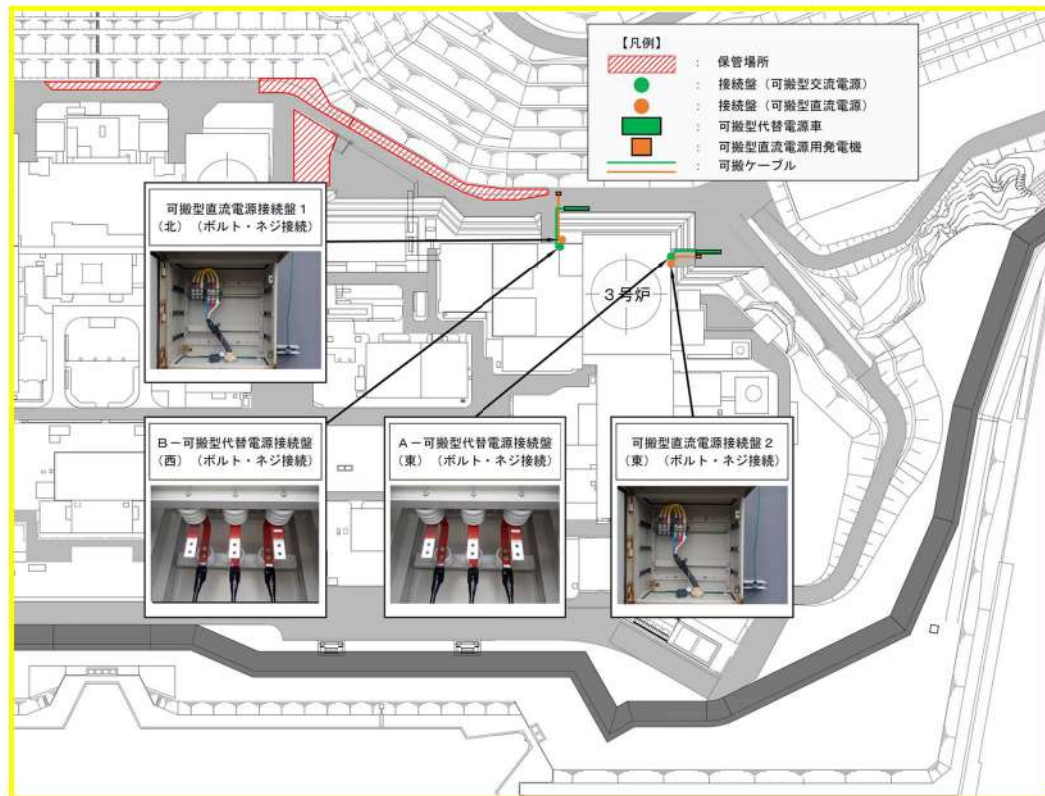 【凡例】
： 保管場所
： 接続盤（可搬型交流電源）
： 接続盤（可搬型直流電源）
： 可搬型代替電源車
： 可搬型直流電源用発電機
： 可搬ケーブル
可搬型直流電源接続盤１
（北）（ボルト・ネジ接続）
３号炉
Ｂ－可搬型代替電源接続盤
（西）（ボルト・ネジ接続）
Ａ－可搬型代替電源接続盤
（東）（ボルト・ネジ接続）
可搬型直流電源接続盤２
（東）（ボルト・ネジ接続）